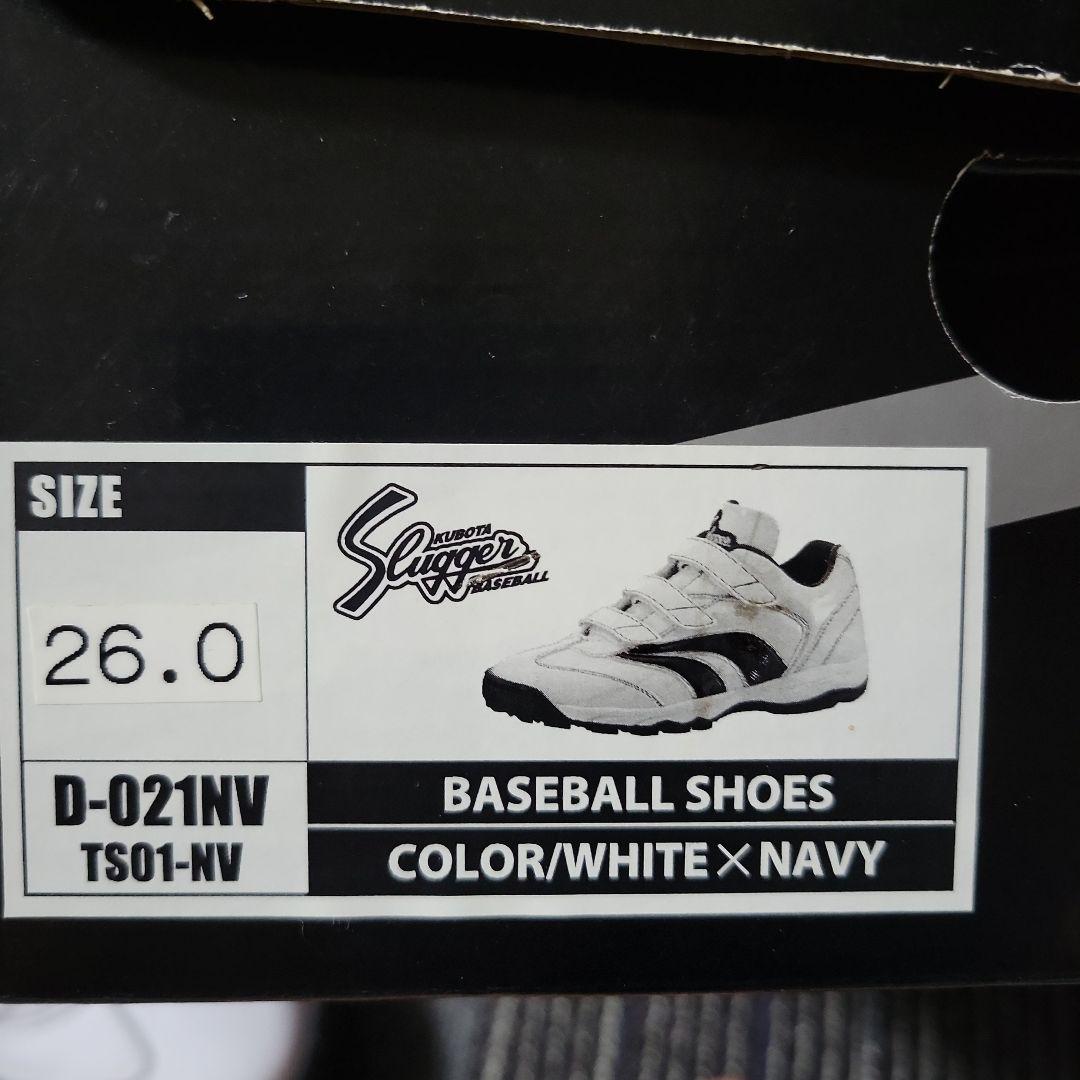 SIZE
26.0
D-021NV
TS01-NV
KUBOTA
Slugger
BASEBALL
BASEBALL SHOES
COLOR/WHITE×NAVY